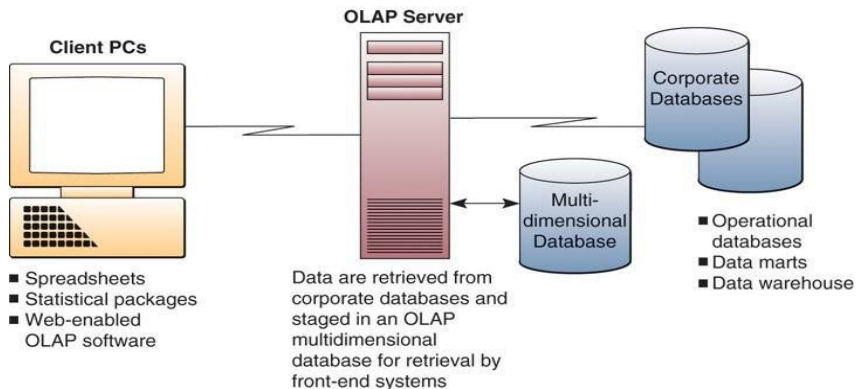 OLAP Server
Client PCs
Corporate
Databases
Multi-
dimensional
Database
■ Spreadsheets
■ Statistical packages
■ Web-enabled
OLAP software
Data are retrieved from
corporate databases and
staged in an OLAP
multidimensional
database for retrieval by
front-end systems
■ Operational
databases
■ Data marts
■ Data warehouse